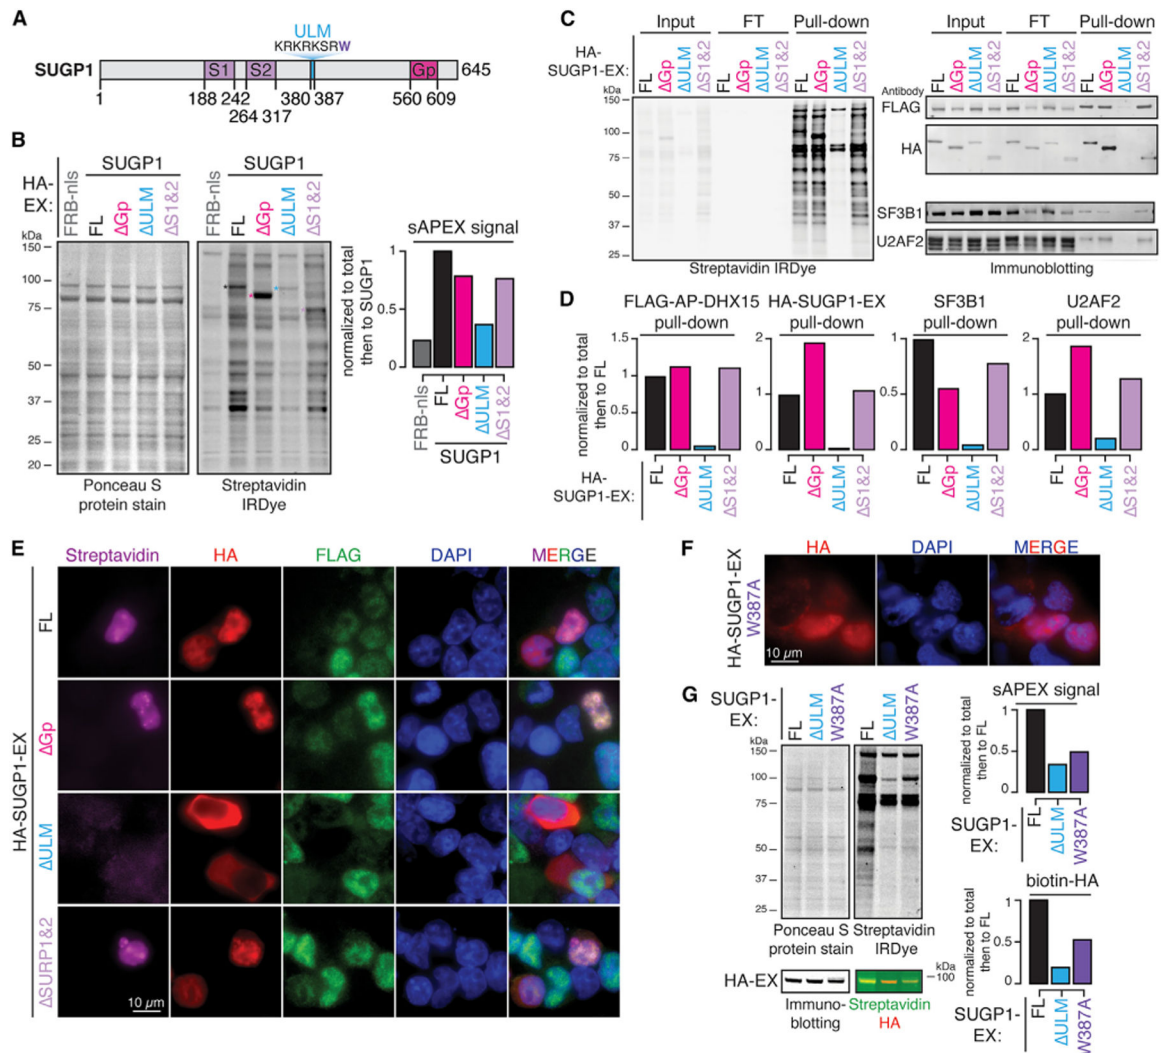 A
ULM
KRKRKSRW
SUGP1
S1
S2
Gp
645
1
188 242
264 317
380 387
560 609
B
SUGP1
SUGP1
HA-
EX:
FRB-nls
FL
ΔGp
ΔULM
ΔS1&2
FRB-nls
FL
ΔGp
ΔULM
ΔS1&2
kDa
150
100
75
50
37
25
20
Ponceau S
protein stain
Streptavidin
IRDye
sAPEX signal
normalized to total
then to SUGP1
1
0.5
0
FRB-nls
FL
ΔGp
ΔULM
ΔS1&2
SUGP1
C
Input
FT
Pull-down
HA-
SUGP1-EX:
FL
ΔGp
ΔULM
ΔS1&2
FL
ΔGp
ΔULM
ΔS1&2
FL
ΔGp
ΔULM
ΔS1&2
kDa
150
100
75
50
37
25
Streptavidin IRDye
Input
FT
Pull-down
FL
ΔGp
ΔULM
ΔS1&2
FL
ΔGp
ΔULM
ΔS1&2
FL
ΔGp
ΔULM
ΔS1&2
Antibody
FLAG
HA
SF3B1
U2AF2
Immunoblotting
D
FLAG-AP-DHX15
pull-down
HA-SUGP1-EX
pull-down
SF3B1
pull-down
U2AF2
pull-down
normalized to total
then to FL
1.5
1
0.5
0
2
1
0
1
0.5
0
2
1
0
HA-
SUGP1-EX:
FL
ΔGp
ΔULM
ΔS1&2
FL
ΔGp
ΔULM
ΔS1&2
FL
ΔGp
ΔULM
ΔS1&2
FL
ΔGp
ΔULM
ΔS1&2
E
Streptavidin
HA
FLAG
DAPI
MERGE
HA-SUGP1-EX
FL
ΔGp
ΔULM
ΔSURP1&2
10 µm
F
HA
DAPI
MERGE
HA-SUGP1-EX
W387A
10 µm
G
SUGP1-
EX:
FL
ΔULM
W387A
FL
ΔULM
W387A
kDa
150
100
75
50
37
25
Ponceau S
protein stain
Streptavidin
IRDye
HA-EX
kDa
100
Immuno-
blotting
Streptavidin
HA
sAPEX signal
normalized to total
then to FL
1.0
0.5
0.0
SUGP1-
EX:
FL
ΔULM
W387A
biotin-HA
normalized to total
then to FL
1.0
0.5
0.0
SUGP1-
EX:
FL
ΔULM
W387A